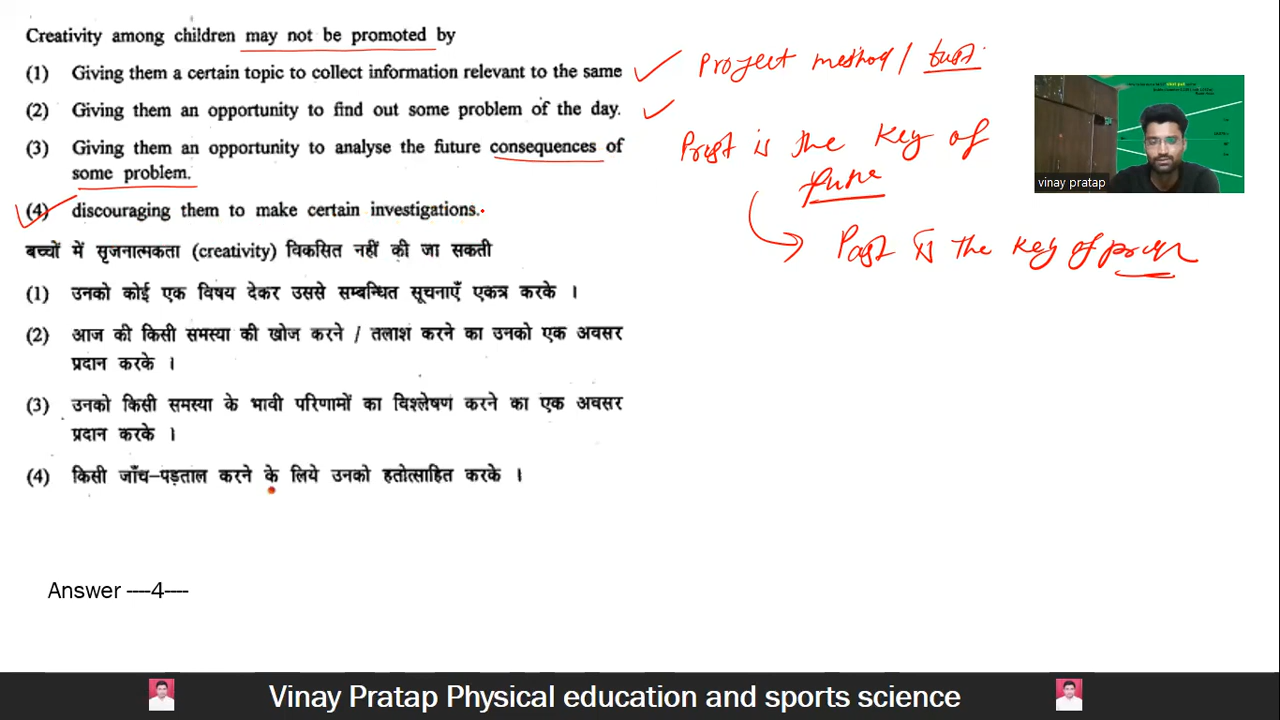 Creativity among children may not be promoted by
(1) Giving them a certain topic to collect information relevant to the same
(2) Giving them an opportunity to find out some problem of the day.
(3) Giving them an opportunity to analyse the future consequences of
some problem.
(4) discouraging them to make certain investigations.
बच्चों में सृजनात्मकता (creativity) विकसित नहीं की जा सकती
(1) उनको कोई एक विषय देकर उससे सम्बन्धित सूचनाएँ एकत्र करके ।
(2) आज की किसी समस्या की खोज करने / तलाश करने का उनको एक अवसर
प्रदान करके ।
(3) उनको किसी समस्या के भावी परिणामों का विश्लेषण करने का एक अवसर
प्रदान करके ।
(4) किसी जाँच-पड़ताल करने के लिये उनको हतोत्साहित करके ।
Project method /
is the key of
Past is the key of
vinay pratap
Answer ----4----
Vinay Pratap Physical education and sports science